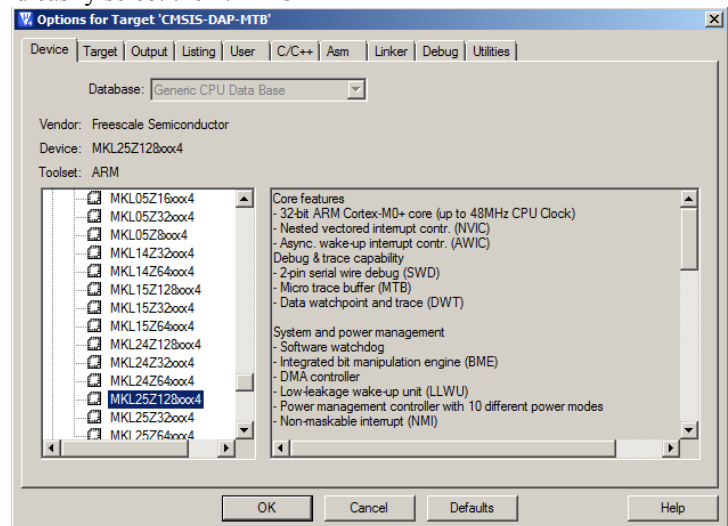 Options for Target 'CMSIS-DAP-MTB'
Device Target Output Listing User C/C++ Asm Linker Debug Utilities
Database: Generic CPU Data Base
Vendor: Freescale Semiconductor
Device: MKL25Z128xxx4
Toolset: ARM
MKL05Z16xxx4
MKL05Z32xxx4
MKL05Z8xxx4
MKL14Z32xxx4
MKL14Z64xxx4
MKL15Z128xxx4
MKL15Z32xxx4
MKL15Z64xxx4
MKL24Z128xxx4
MKL24Z32xxx4
MKL24Z64xxx4
MKL25Z128xxx4
MKL25Z32xxx4
MKL25Z64xxx4
Core features
- 32-bit ARM Cortex-M0+ core (up to 48MHz CPU Clock)
- Nested vectored interrupt contr. (NVIC)
- Async. wake-up interrupt contr. (AWIC)
Debug & trace capability
- 2-pin serial wire debug (SWD)
- Micro trace buffer (MTB)
- Data watchpoint and trace (DWT)
System and power management
- Software watchdog
- Integrated bit manipulation engine (BME)
- DMA controller
- Low-leakage wake-up unit (LLWU)
- Power management controller with 10 different power modes
- Non-maskable interrupt (NMI)
OK Cancel Defaults Help